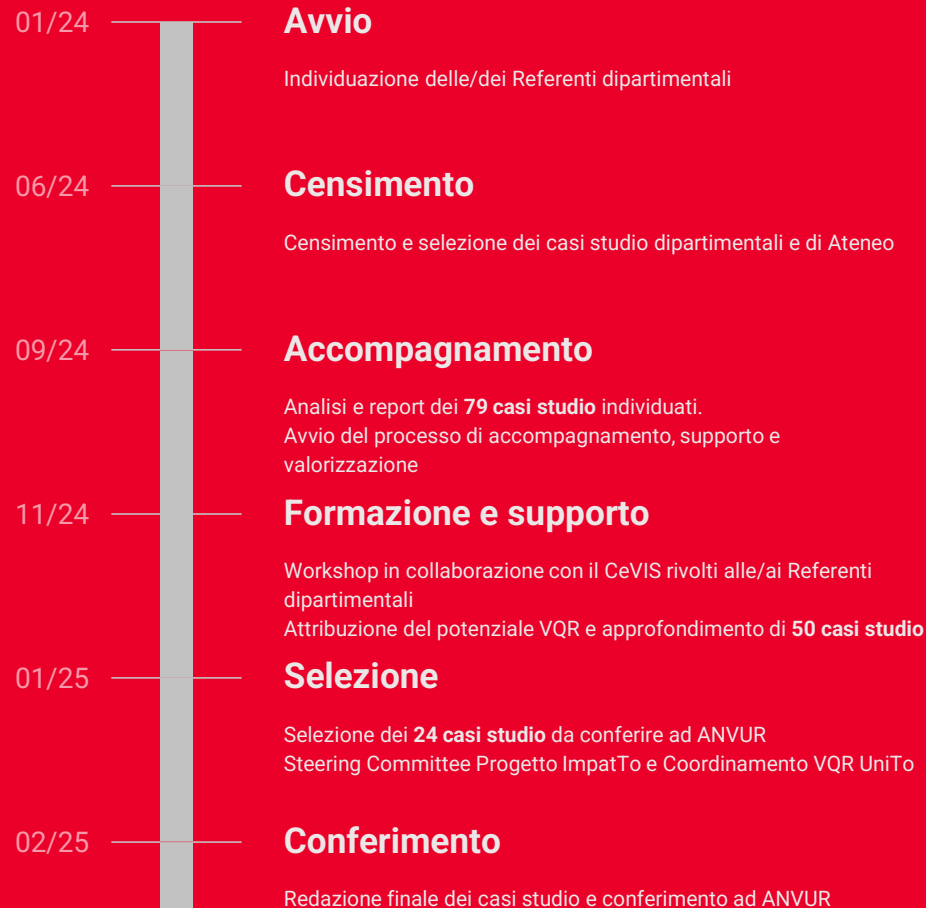 01/24
Avvio
Individuazione delle/dei Referenti dipartimentali
06/24
Censimento
Censimento e selezione dei casi studio dipartimentali e di Ateneo
09/24
Accompagnamento
Analisi e report dei 79 casi studio individuati.
Avvio del processo di accompagnamento, supporto e
valorizzazione
11/24
Formazione e supporto
Workshop in collaborazione con il CeVIS rivolti alle/ai Referenti
dipartimentali
Attribuzione del potenziale VQR e approfondimento di 50 casi studio
01/25
Selezione
Selezione dei 24 casi studio da conferire ad ANVUR
Steering Committee Progetto ImpatTo e Coordinamento VQR UniTo
02/25
Conferimento
Redazione finale dei casi studio e conferimento ad ANVUR